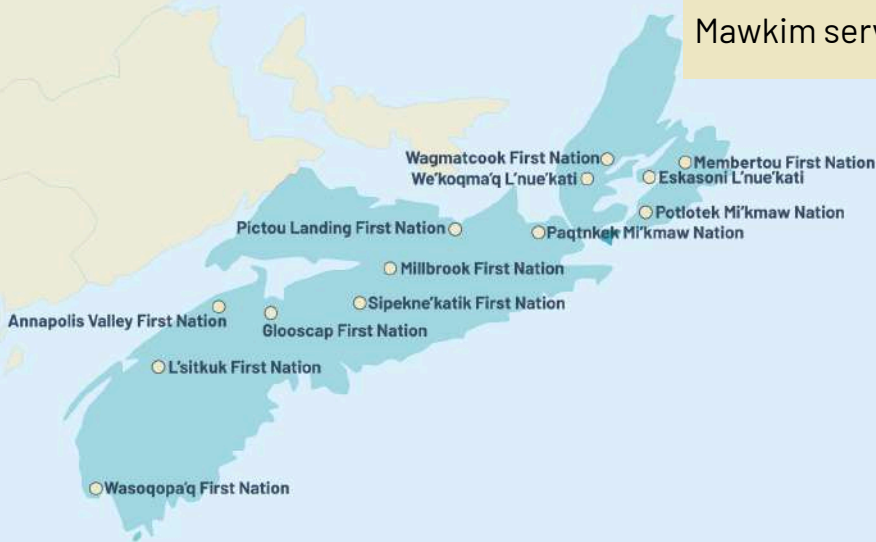 Mawkim serv
Wagmatcook First Nation
Membertou First Nation
We'koqma'q L'nue'kati
Eskasoni L'nue'kati
Potlotek Mi'kmaw Nation
Pictou Landing First Nation
Paqtnkek Mi'kmaw Nation
Millbrook First Nation
Sipekne'katik First Nation
Annapolis Valley First Nation
Glooscap First Nation
L'sitkuk First Nation
Wasoqopa'q First Nation